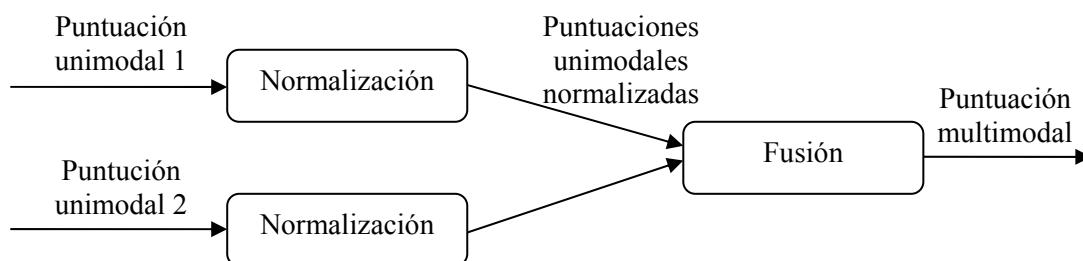 Puntuación
unimodal 1
Normalización
Puntuaciones
unimodales
normalizadas
Puntuación
multimodal
Fusión
Puntución
unimodal 2
Normalización